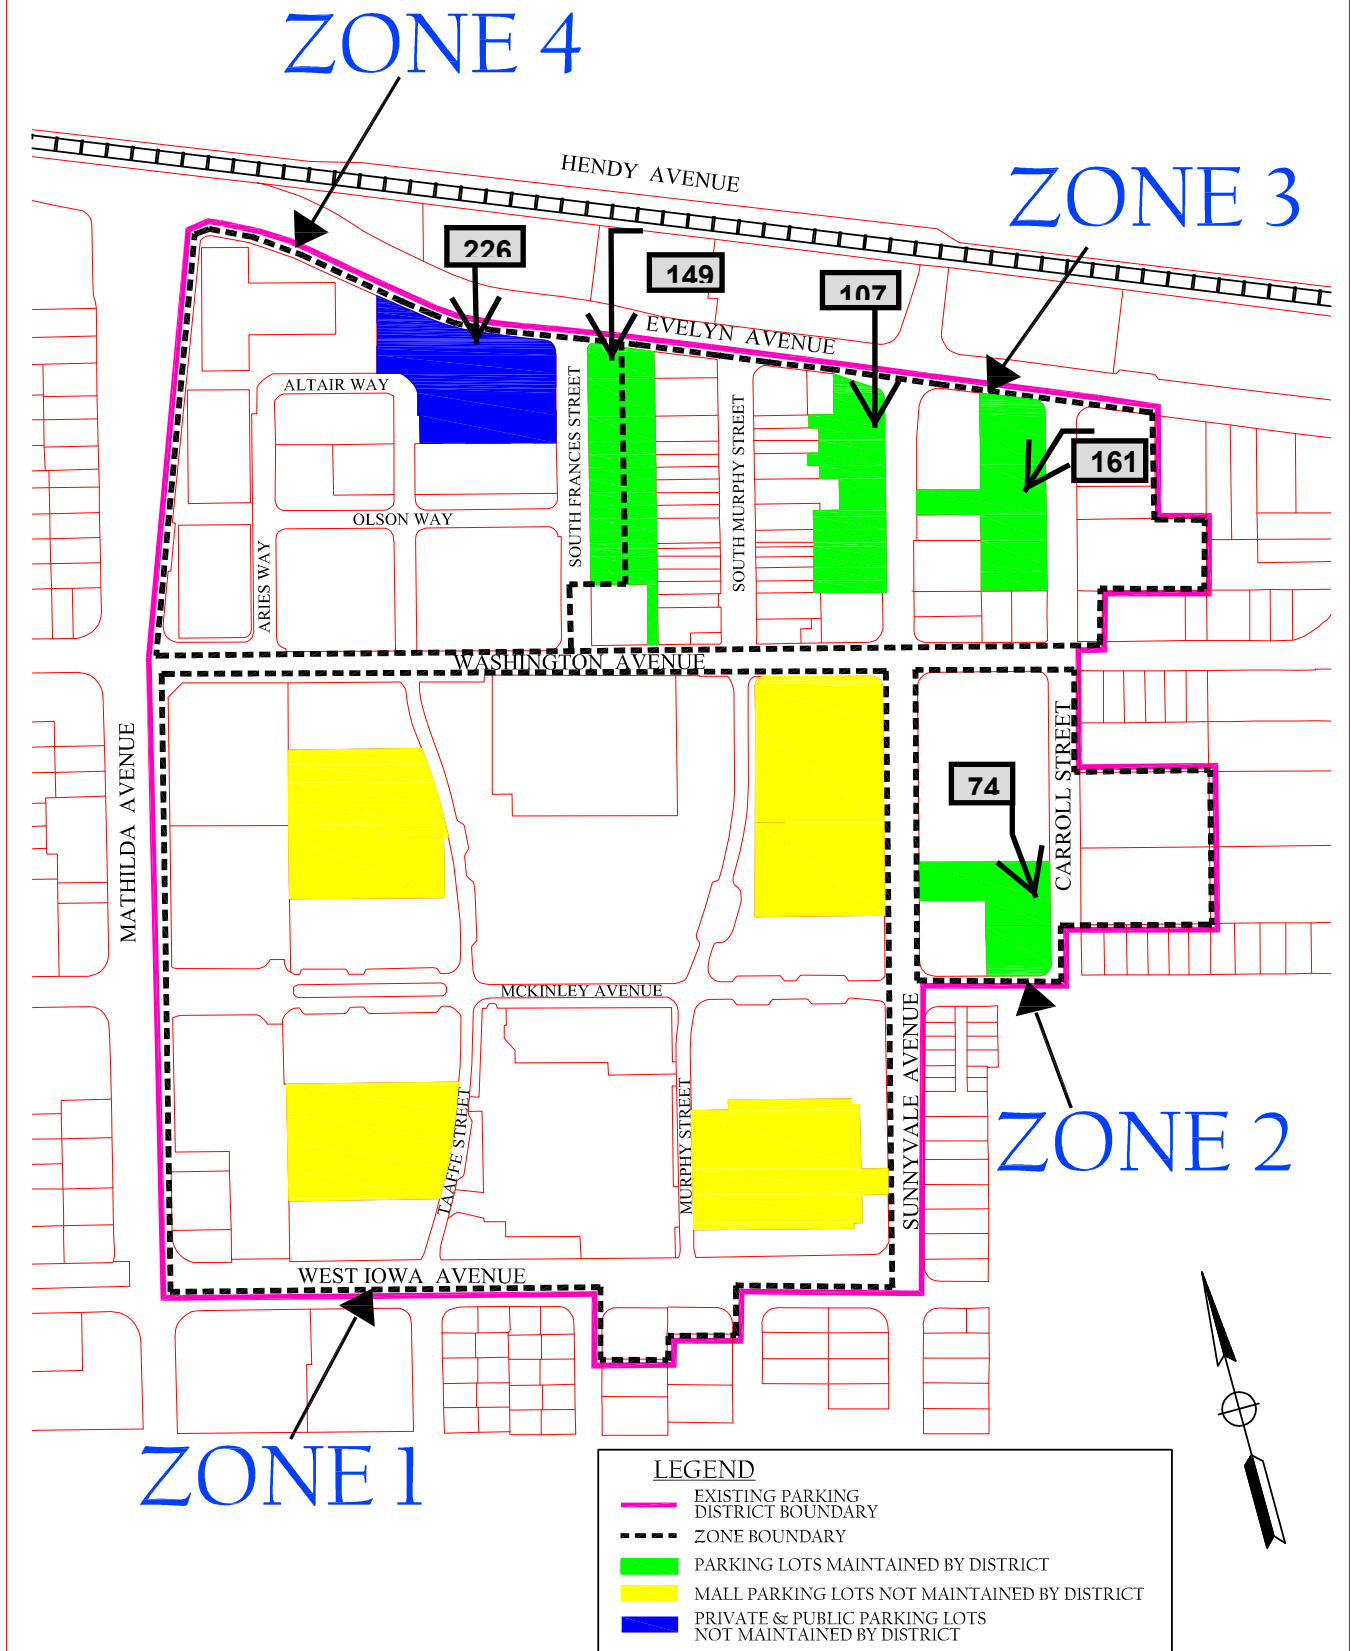 ZONE 4
HENDY AVENUE
ZONE 3
226
149
107
EVELYN AVENUE
ALTAIR WAY
SOUTH FRANCES STREET
SOUTH MURPHY STREET
161
OLSON WAY
ARIES WAY
WASHINGTON AVENUE
MATHILDA AVENUE
CARROLL STREET
74
MCKINLEY AVENUE
SUNNYVALE AVENUE
TAAFFE STREET
MURPHY STREET
ZONE 2
WEST IOWA AVENUE
ZONE 1
LEGEND
EXISTING PARKING
DISTRICT BOUNDARY
ZONE BOUNDARY
PARKING LOTS MAINTAINED BY DISTRICT
MALL PARKING LOTS NOT MAINTAINED BY DISTRICT
PRIVATE & PUBLIC PARKING LOTS
NOT MAINTAINED BY DISTRICT